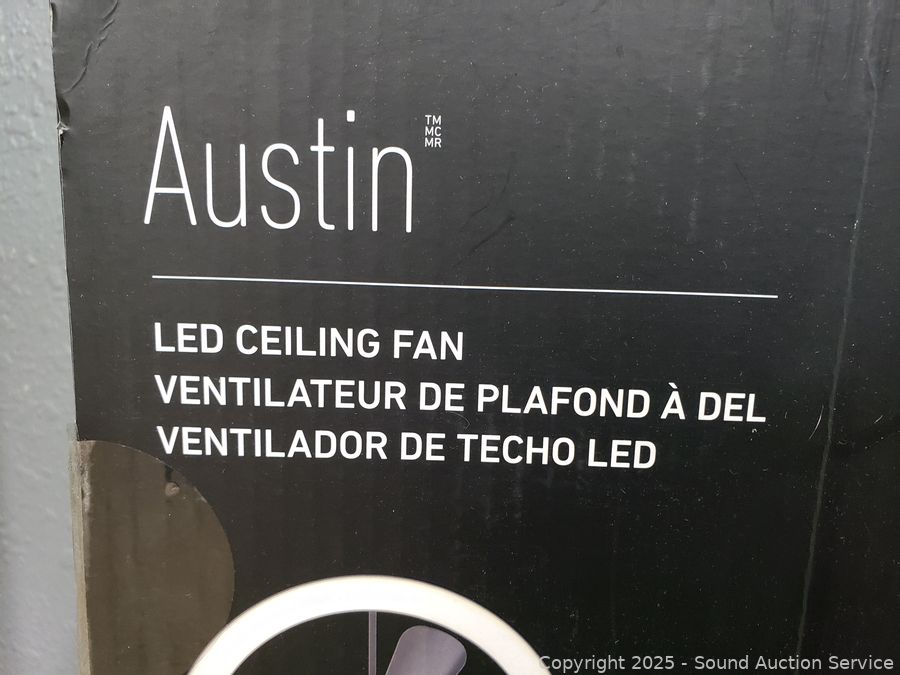 Austin
TM
MC
MR
LED CEILING FAN
VENTILATEUR DE PLAFOND À DEL
VENTILADOR DE TECHO LED
Copyright 2025 - Sound Auction Service